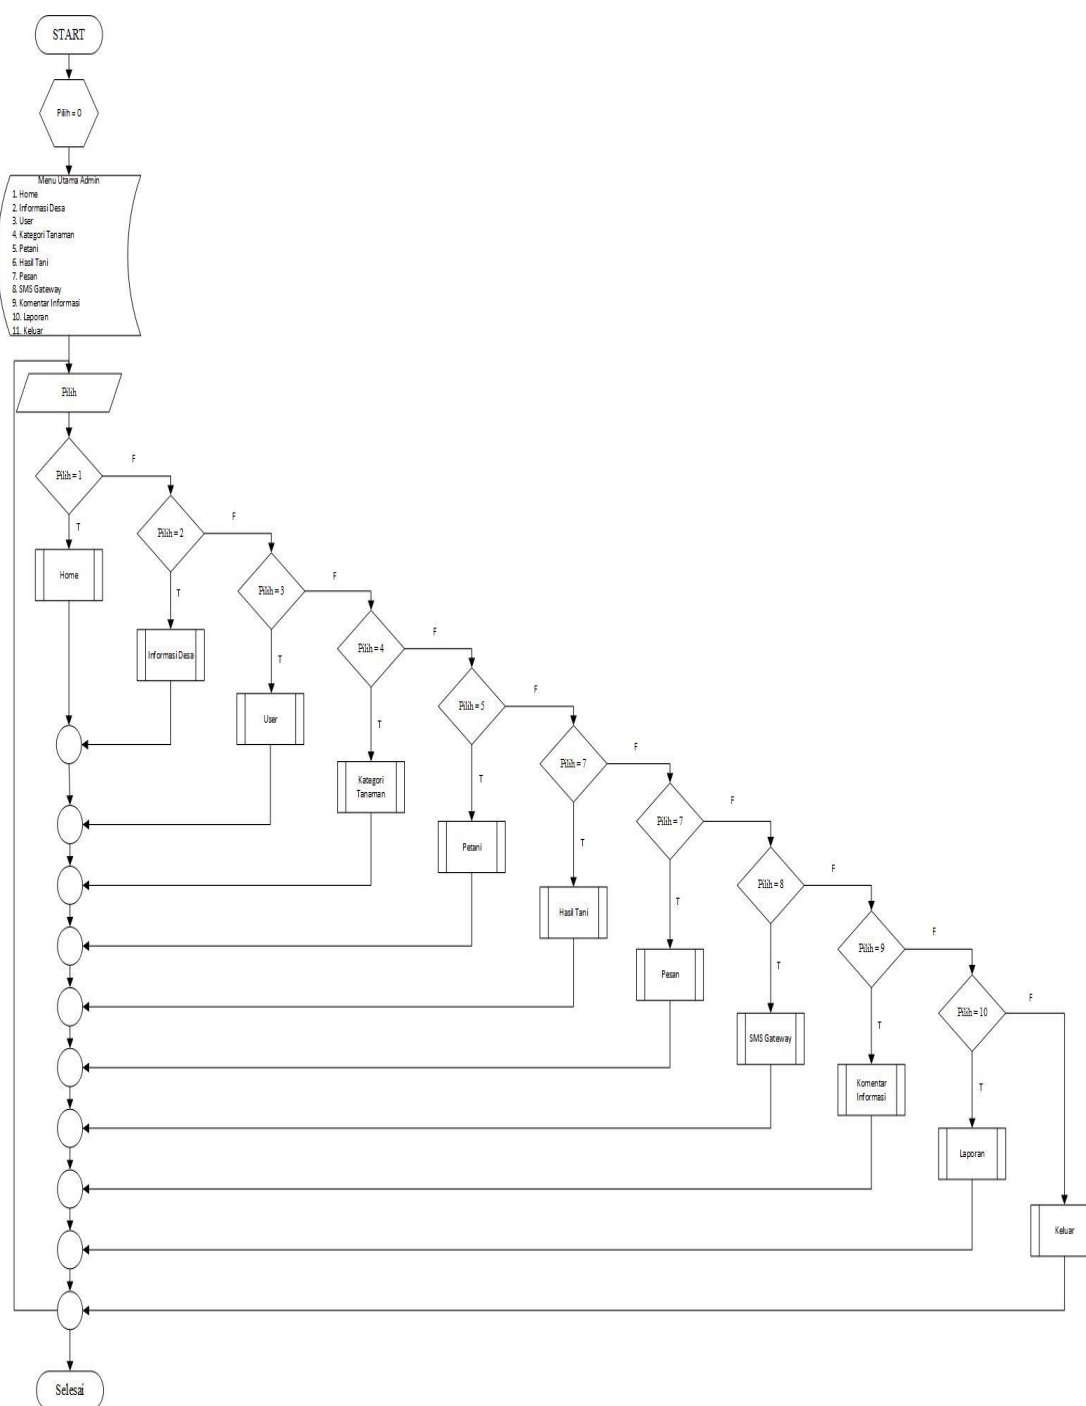 START
Pilih = 0
Menu Utama Admin
1. Home
2. Informasi Desa
3. User
4. Kategori Tanaman
5. Petani
6. Hasil Tani
7. Pesan
8. SMS Gateway
9. Komentar Informasi
10. Laporan
11. Keluar
Pilih
Pilih = 1
F
T
Home
Pilih = 2
F
T
Informasi Desa
Pilih = 3
F
T
User
Pilih = 4
F
T
Kategori
Tanaman
Pilih = 5
F
T
Petani
Pilih = 7
F
T
Hasil Tani
Pilih = 7
F
T
Pesan
Pilih = 8
F
T
SMS Gateway
Pilih = 9
F
T
Komentar
Informasi
Pilih = 10
F
T
Laporan
Keluar
Selesai